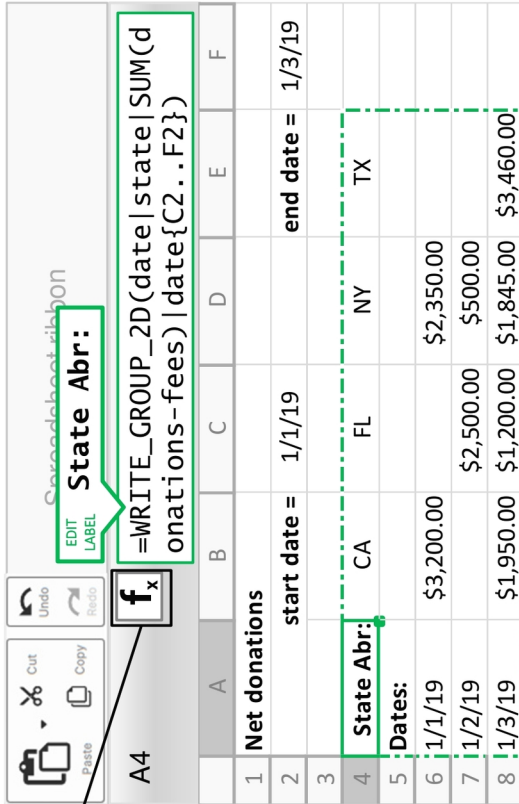 Paste
Cut
Copy
Undo
Redo
Spreadsheet ribbon
EDIT LABEL State Abr:
A4 fx =WRITE_GROUP_2D(date|state|SUM(d
onations-fees)|date{C2..F2})
A B C D E F
1 Net donations
2 start date = 1/1/19 end date = 1/3/19
3
4 State Abr: CA FL NY TX
5 Dates:
6 1/1/19 $3,200.00 $2,350.00
7 1/2/19 $2,500.00 $500.00
8 1/3/19 $1,950.00 $1,200.00 $1,845.00 $3,460.00